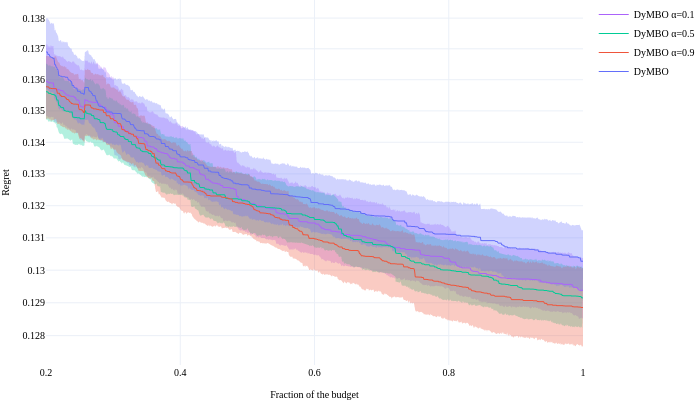 0.138
0.137
0.136
0.135
0.134
0.133
0.132
0.131
0.13
0.129
0.128
Regret
0.2
0.4
0.6
0.8
1
Fraction of the budget
DyMBO α=0.1
DyMBO α=0.5
DyMBO α=0.9
DyMBO